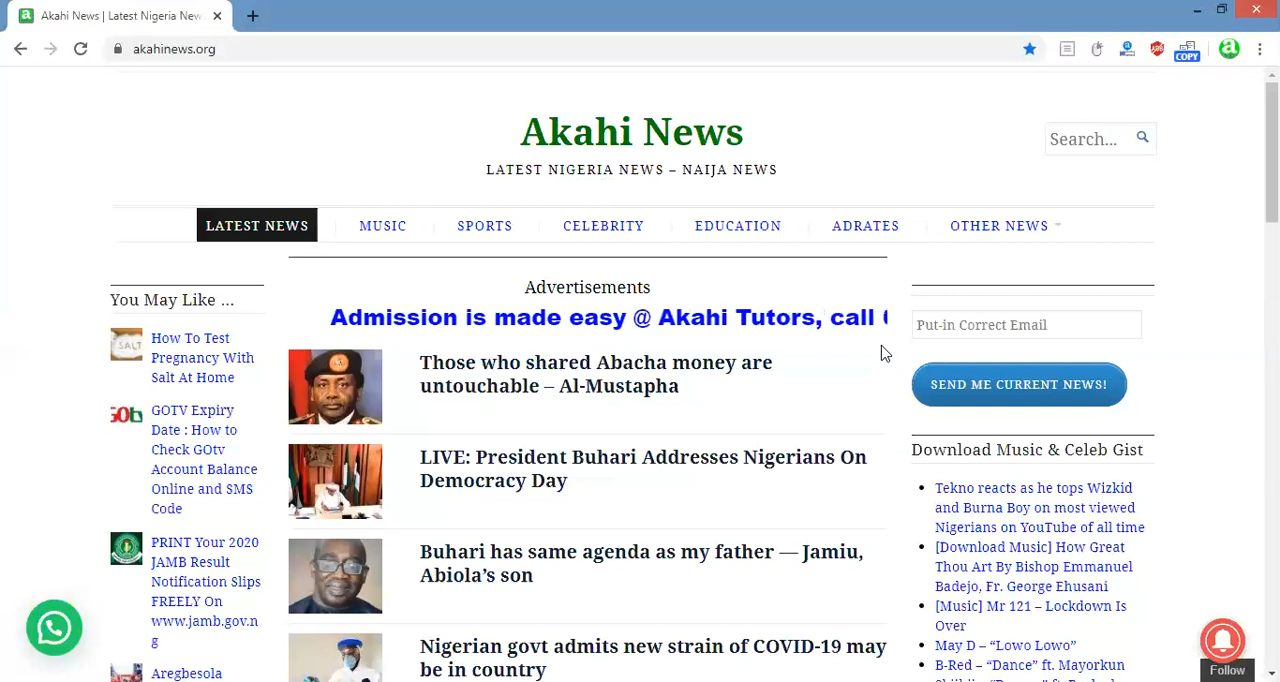 Akahi News | Latest Nigeria New
akahinews.org
COPY
Akahi News
LATEST NIGERIA NEWS – NAIJA NEWS
Search...
LATEST NEWS
MUSIC
SPORTS
CELEBRITY
EDUCATION
ADRATES
OTHER NEWS
You May Like ...
SALT
How To Test
Pregnancy With
Salt At Home
GOtv
GOTV Expiry
Date : How to
Check GOtv
Account Balance
Online and SMS
Code
PRINT Your 2020
JAMB Result
Notification Slips
FREELY On
www.jamb.gov.n
g
Aregbesola
Advertisements
Admission is made easy @ Akahi Tutors, call
Those who shared Abacha money are
untouchable – Al-Mustapha
LIVE: President Buhari Addresses Nigerians On
Democracy Day
Buhari has same agenda as my father — Jamiu,
Abiola’s son
Nigerian govt admits new strain of COVID-19 may
be in country
Put-in Correct Email
SEND ME CURRENT NEWS!
Download Music & Celeb Gist
Tekno reacts as he tops Wizkid
and Burna Boy on most viewed
Nigerians on YouTube of all time
[Download Music] How Great
Thou Art By Bishop Emmanuel
Badejo, Fr. George Ehusani
[Music] Mr 121 – Lockdown Is
Over
May D – “Lowo Lowo”
B-Red – “Dance” ft. Mayorkun
Follow